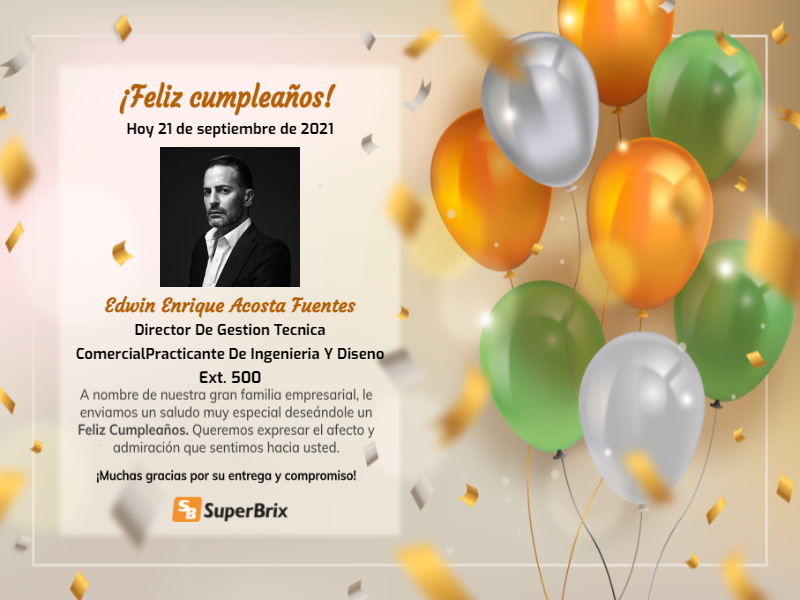 ¡Feliz cumpleaños!
Hoy 21 de septiembre de 2021
Edwin Enrique Acosta Fuentes
Director De Gestion Tecnica
ComercialPracticante De Ingenieria Y Diseno
Ext. 500
A nombre de nuestra gran familia empresarial, le
enviamos un saludo muy especial deseándole un
Feliz Cumpleaños. Queremos expresar el afecto y
admiración que sentimos hacia usted.
¡Muchas gracias por su entrega y compromiso!
SB SuperBrix